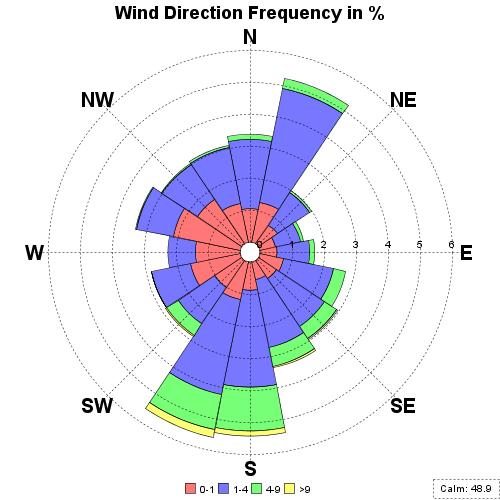 Wind Direction Frequency in %
N
NW
NE
W
0 1 2 3 4 5 6
E
SW
SE
S
0-1 1-4 4-9 >9
Calm: 48.9